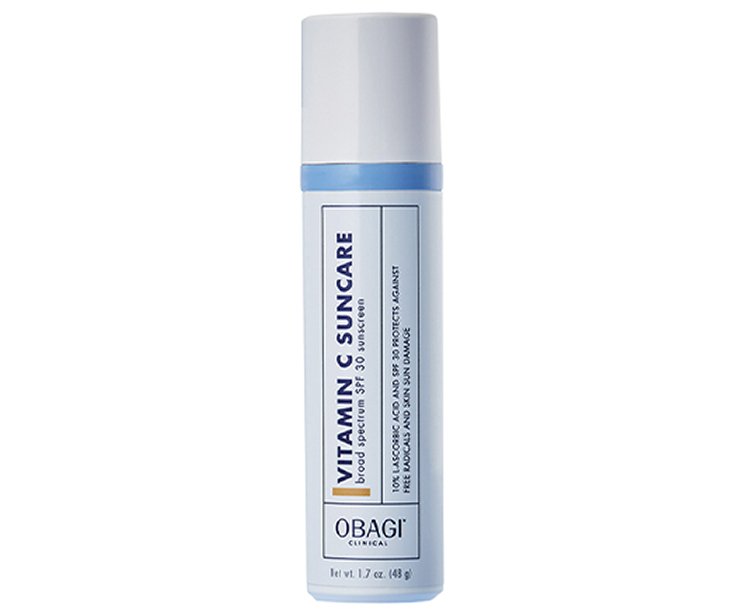 VITAMIN C SUNCARE
broad spectrum SPF 30 sunscreen
10% L-ASCORBIC ACID AND SPF 30 PROTECTS AGAINST
FREE RADICALS AND SKIN SUN DAMAGE
OBAGI
CLINICAL
Net wt. 1.7 oz. (48 g)